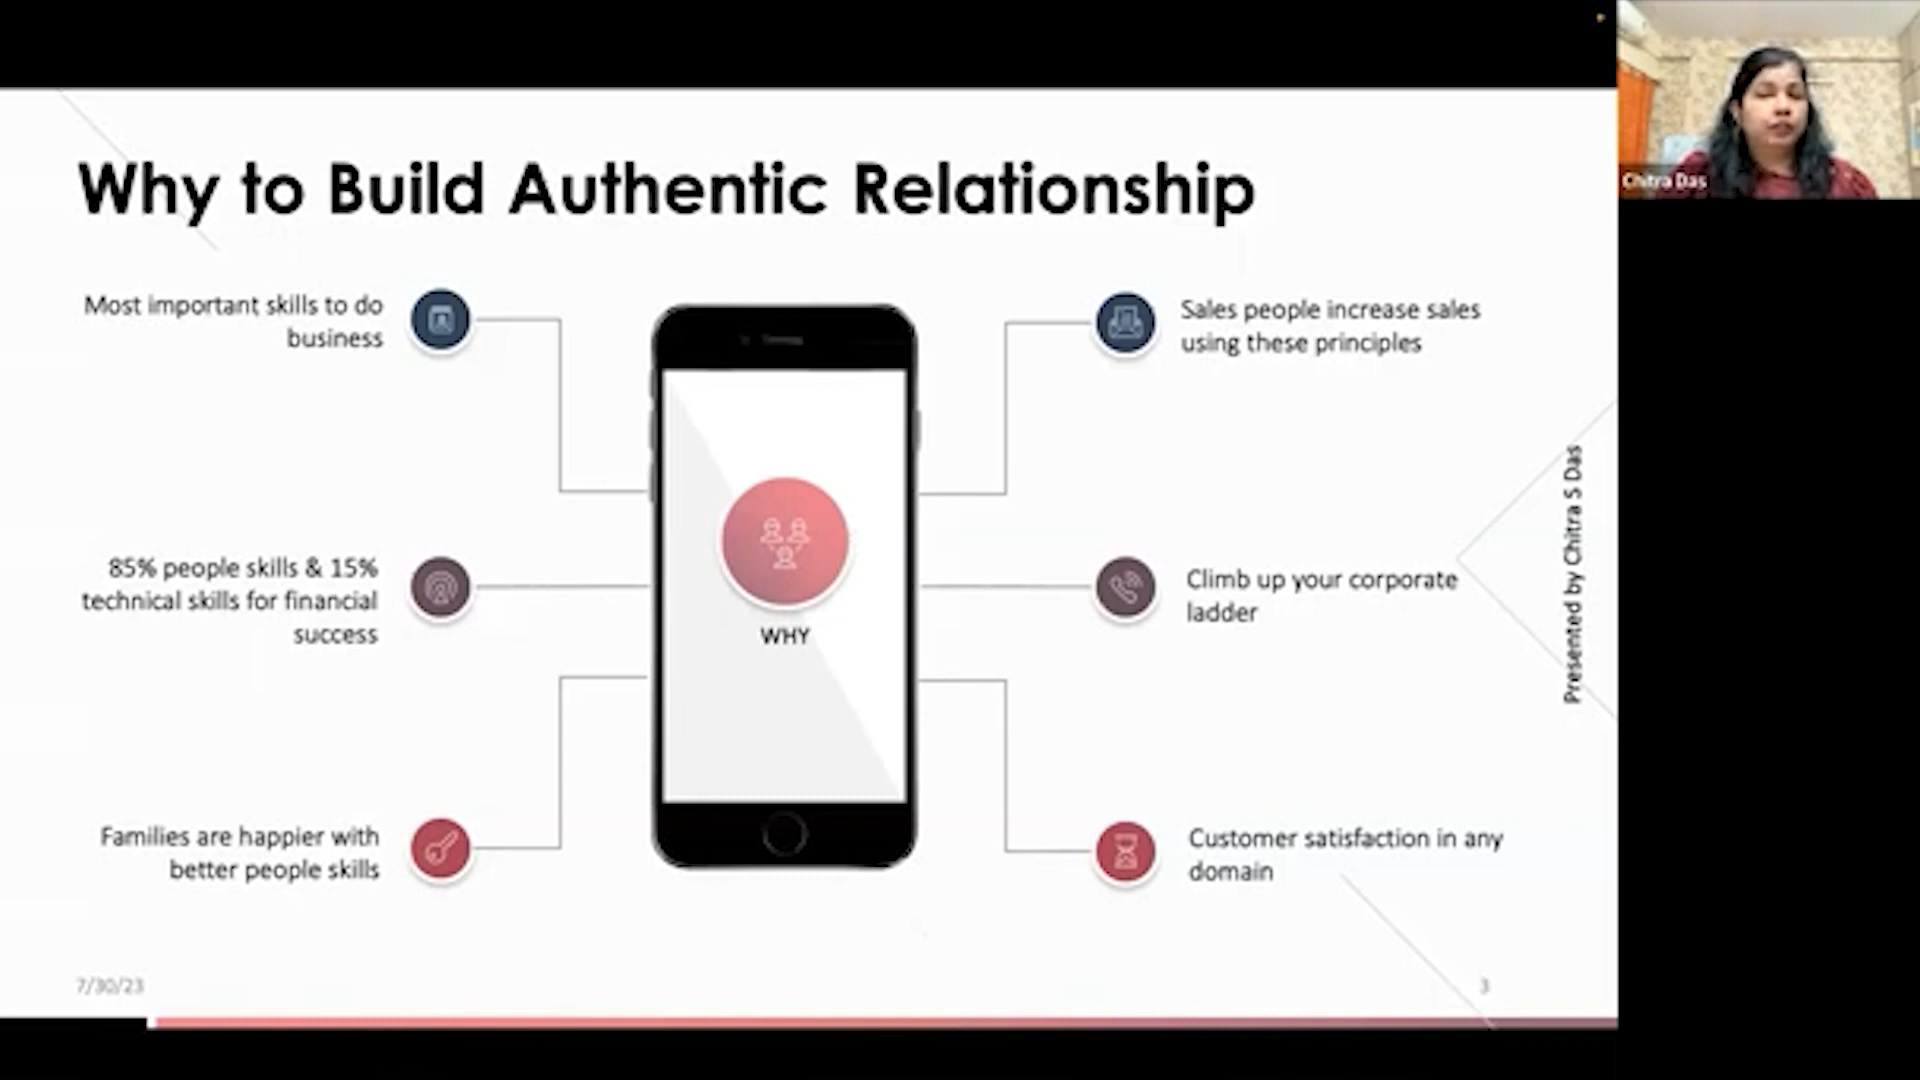 Why to Build Authentic Relationship
Most important skills to do
business
85% people skills & 15%
technical skills for financial
success
Families are happier with
better people skills
WHY
Sales people increase sales
using these principles
Climb up your corporate
ladder
Customer satisfaction in any
domain
Presented by Chitra S Das
7/30/23
3
Chitra Das